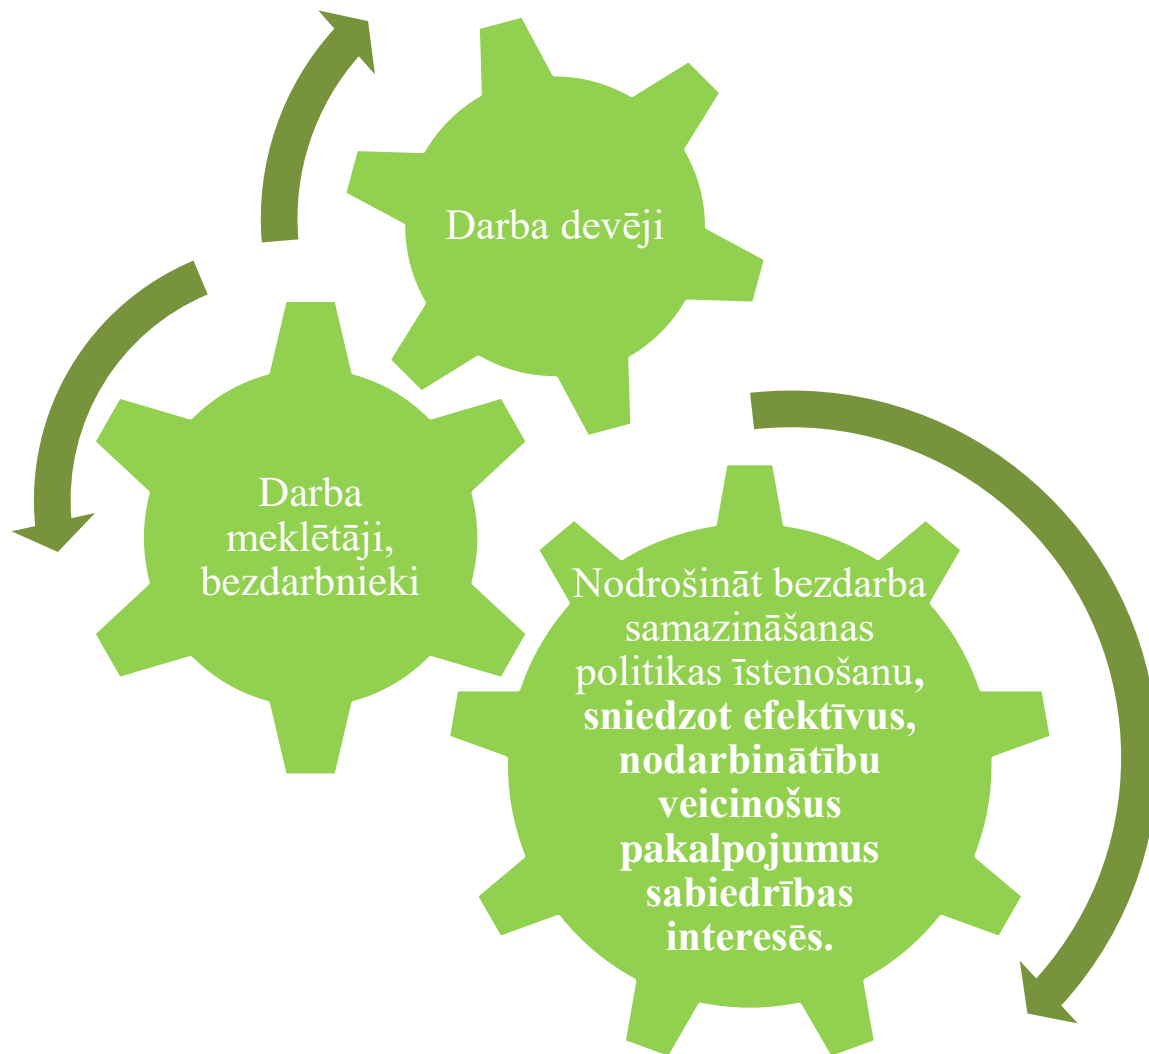 Darba devēji
Darba
meklētāji,
bezdarbnieki
Nodrošināt bezdarba
samazināšanas
politikas īstenošanu,
sniedzot efektīvus,
nodarbinātību
veicinošus
pakalpojumus
sabiedrības
interesēs.